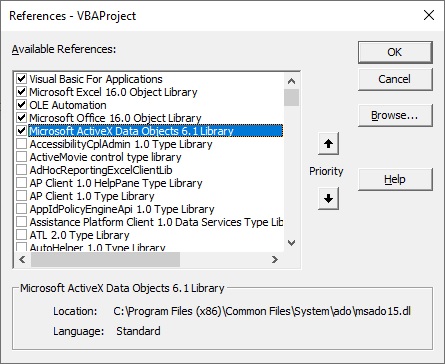 References - VBAProject
Available References:
OK
Visual Basic For Applications
Microsoft Excel 16.0 Object Library
OLE Automation
Microsoft Office 16.0 Object Library
Microsoft ActiveX Data Objects 6.1 Library
AccessibilityCplAdmin 1.0 Type Library
ActiveMovie control type library
AdHocReportingExcelClientLib
AP Client 1.0 HelpPane Type Library
AP Client 1.0 Type Library
AppIdPolicyEngineApi 1.0 Type Library
Assistance Platform Client 1.0 Data Services Type Lib
ATL 2.0 Type Library
AutoHelper 1.0 Type Library
Cancel
Browse...
Priority
Help
Microsoft ActiveX Data Objects 6.1 Library
Location: C:\Program Files (x86)\Common Files\System\ado\msado15.dl
Language: Standard